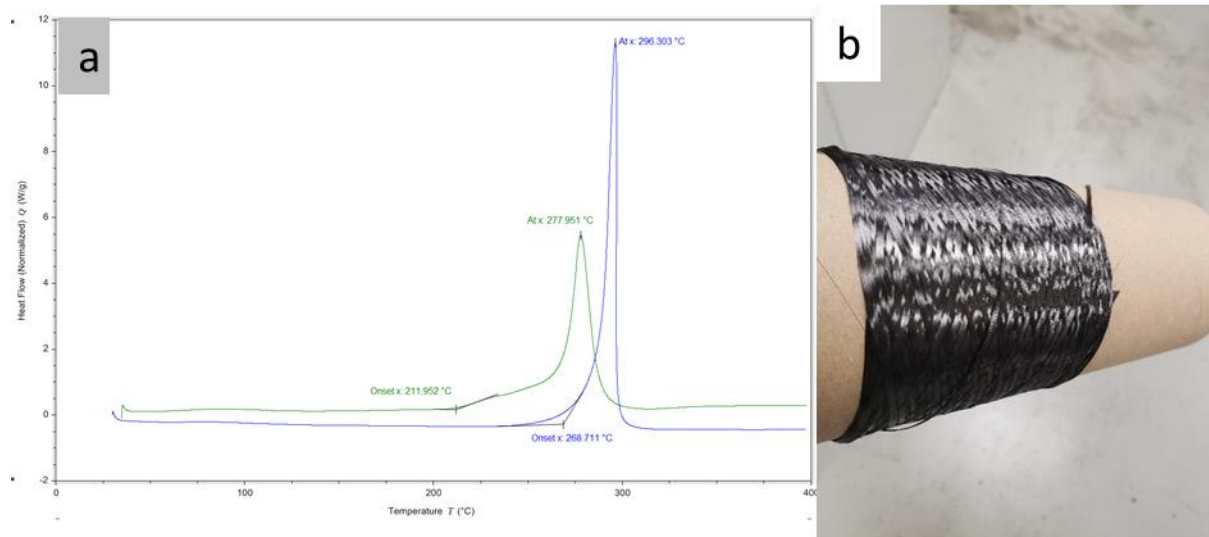 a
b
12
10
8
6
4
2
0
-2
Heat Flow (Normalized) Q (W/g)
At x: 296.303 °C
At x: 277.951 °C
Onset x: 211.952 °C
Onset x: 268.711 °C
0
100
200
300
400
Temperature T (°C)